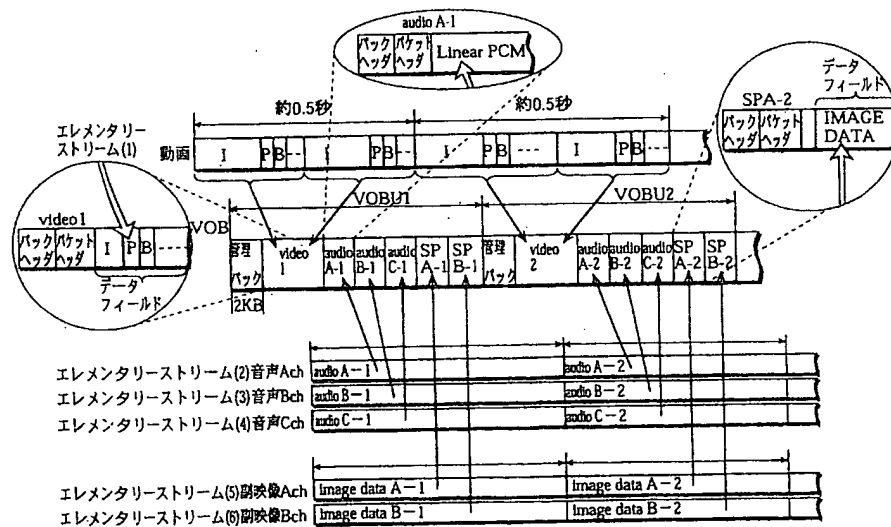 audio A-1
パック ヘッダ
パケット ヘッダ
Linear PCM
約0.5秒
約0.5秒
データ フィールド
SPA-2
パック ヘッダ
パケット ヘッダ
IMAGE DATA
エレメンタリー ストリーム(1)
動画
I
P
B
---
I
P
B
---
I
P
B
----
I
P
B
---
VOBU1
VOBU2
video 1
パック ヘッダ
パケット ヘッダ
I
P
B
-----
データ フィールド
VOB
管理 パック
video 1
audio A-1
audio B-1
audio C-1
SP A-1
SP B-1
管理 パック
video 2
audio A-2
audio B-2
audio C-2
SP A-2
SP B-2
2KB
エレメンタリーストリーム(2)音声Ach
audio A−1
audio A−2
エレメンタリーストリーム(3)音声Bch
audio B−1
audio B−2
エレメンタリーストリーム(4)音声Cch
audio C−1
audio C−2
エレメンタリーストリーム(5)副映像Ach
image data A−1
image data A−2
エレメンタリーストリーム(6)副映像Bch
image data B−1
image data B−2